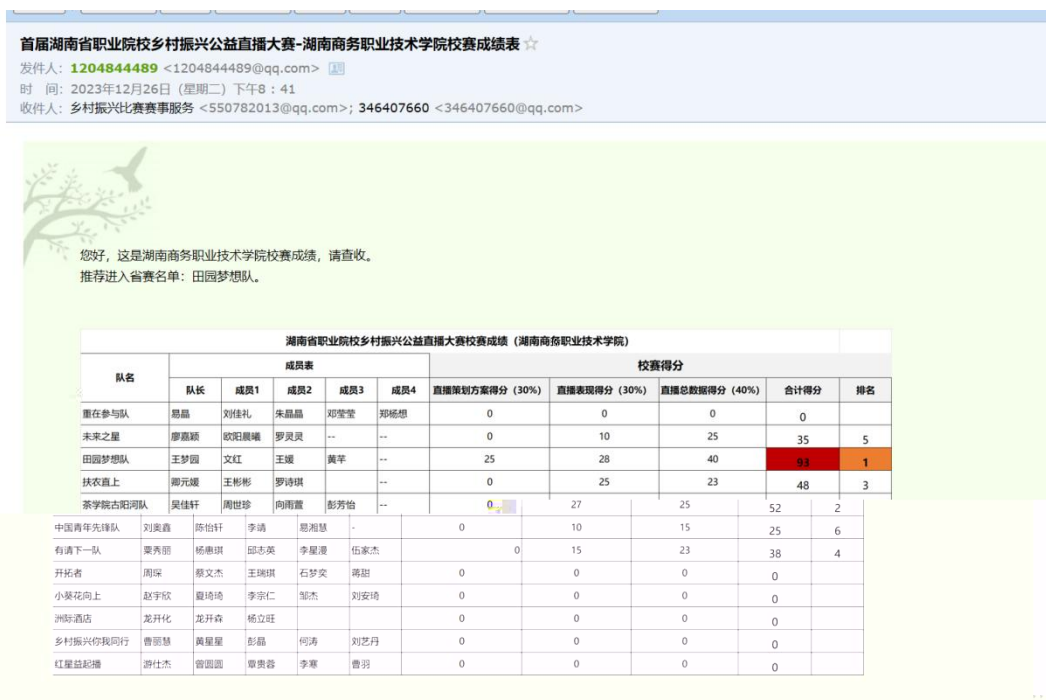 首届湖南省职业院校乡村振兴公益直播大赛-湖南商务职业技术学院校赛成绩表
发件人：1204844489 <1204844489@qq.com>
时 间：2023年12月26日（星期二）下午8：41
收件人：乡村振兴比赛赛事服务 <550782013@qq.com>; 346407660 <346407660@qq.com>
您好，这是湖南商务职业技术学院校赛成绩，请查收。
推荐进入省赛名单：田园梦想队。
湖南省职业院校乡村振兴公益直播大赛校赛成绩（湖南商务职业技术学院）
队名 成员表 校赛得分
队长 成员1 成员2 成员3 成员4 直播策划方案得分（30%） 直播表现得分（30%） 直播总数据得分（40%） 合计得分 排名
重在参与队 易晶 刘佳礼 朱晶晶 邓莹莹 郑杨想 0 0 0 0
未来之星 廖嘉颖 欧阳晨曦 罗灵灵 -- -- 0 10 25 35 5
田园梦想队 王梦园 文红 王媛 黄芊 -- 25 28 40 93 1
扶农直上 卿元媛 王彬彬 罗诗琪 -- 0 25 23 48 3
茶学院古阳河队 吴佳轩 周世珍 向雨萱 彭芳怡 -- 0 27 25 52 2
中国青年先锋队 刘奥鑫 陈怡轩 李靖 易湘慧 - 0 10 15 25 6
有请下一队 粟秀丽 杨惠琪 邱志英 李星漫 伍家杰 0 15 23 38 4
开拓者 周琛 蔡文杰 王瑞琪 石梦奕 蒋甜 0 0 0 0
小葵花向上 赵宇欣 夏琦琦 李宗仁 邹杰 刘安琦 0 0 0 0
洲际酒店 龙开化 龙开森 杨立旺 0 0 0 0
乡村振兴你我同行 曹丽慧 黄星星 彭晶 何涛 刘艺丹 0 0 0 0
红星益起播 游仕杰 曾圆圆 覃贵蓉 李寒 曹羽 0 0 0 0